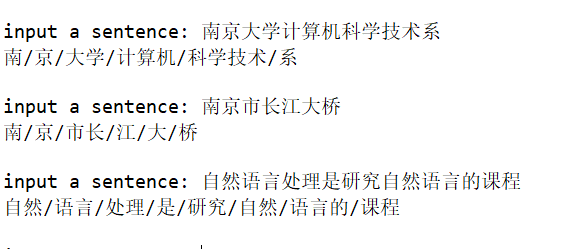 input a sentence: 南京大学计算机科学技术系
南/京/大学/计算机/科学技术/系
input a sentence: 南京市长江大桥
南/京/市长/江/大/桥
input a sentence: 自然语言处理是研究自然语言的课程
自然/语言/处理/是/研究/自然/语言的/课程